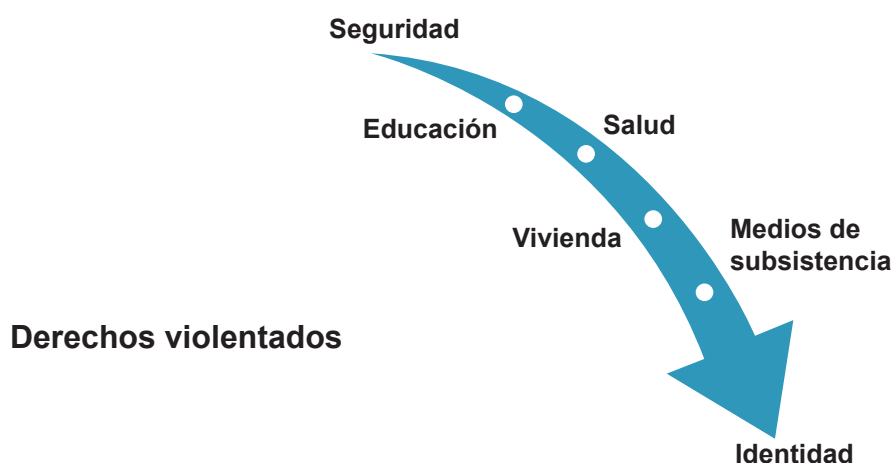 Seguridad
Educación
Salud
Vivienda
Medios de
subsistencia
Derechos violentados
Identidad